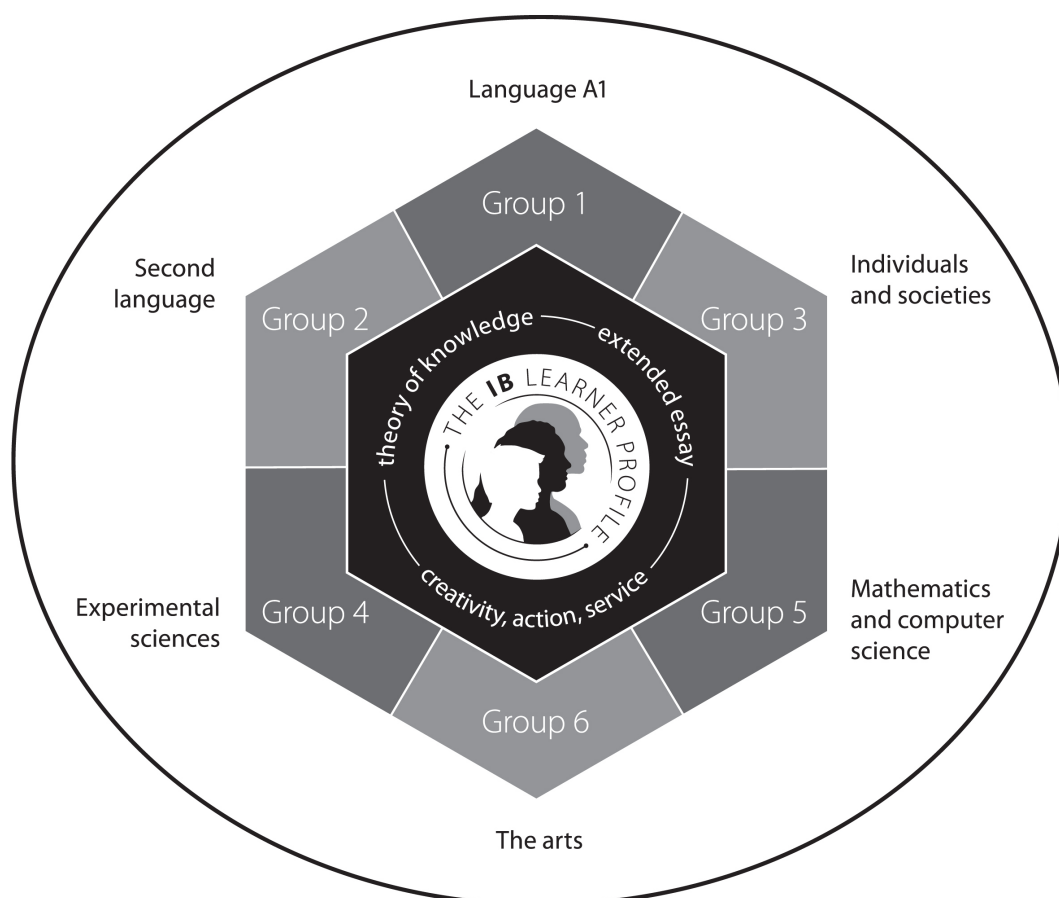 Language A1
Group 1
Second
language
Group 2
Individuals
and societies
Group 3
theory of knowledge
extended essay
THE IB LEARNER PROFILE
creativity, action, service
Experimental
sciences
Group 4
Mathematics
and computer
science
Group 5
Group 6
The arts